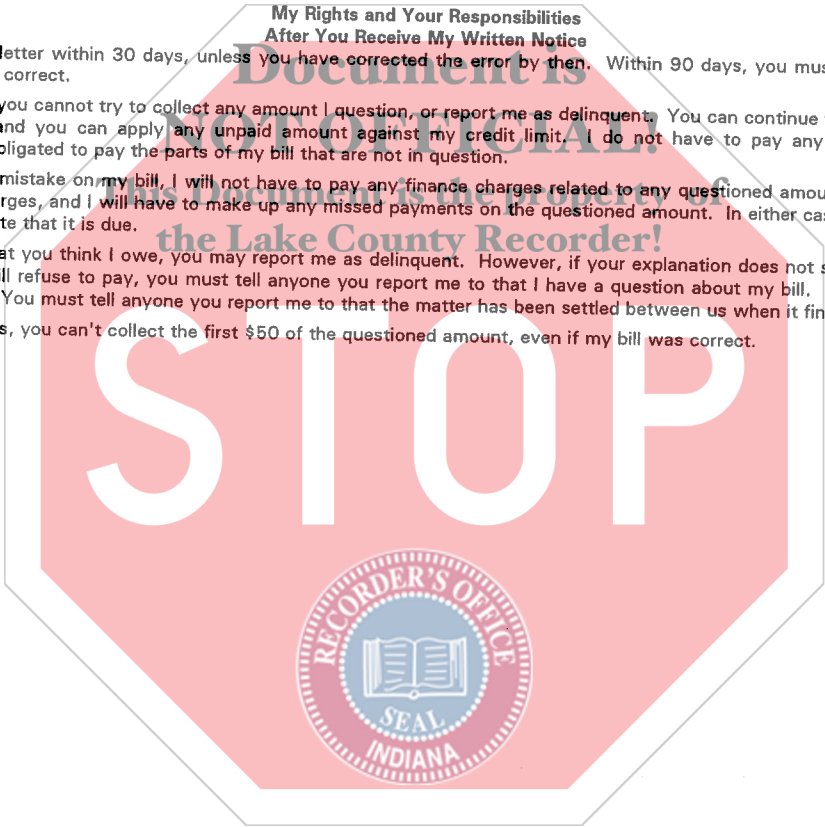 My Rights and Your Responsibilities
After You Receive My Written Notice
letter within 30 days, unless you have corrected the error by then. Within 90 days, you mus
correct.
you cannot try to collect any amount I question, or report me as delinquent. You can continue
nd you can apply any unpaid amount against my credit limit. I do not have to pay any
bligated to pay the parts of my bill that are not in question.
mistake on my bill, I will not have to pay any finance charges related to any questioned amou
rges, and I will have to make up any missed payments on the questioned amount. In either cas
te that it is due.
at you think I owe, you may report me as delinquent. However, if your explanation does not s
ll refuse to pay, you must tell anyone you report me to that I have a question about my bill.
You must tell anyone you report me to that the matter has been settled between us when it fin
s, you can't collect the first $50 of the questioned amount, even if my bill was correct.
Document is
NOT OFFICIAL!
This Document is the property of
the Lake County Recorder!
STOP
RECORDER'S OFFICE
SEAL
INDIANA